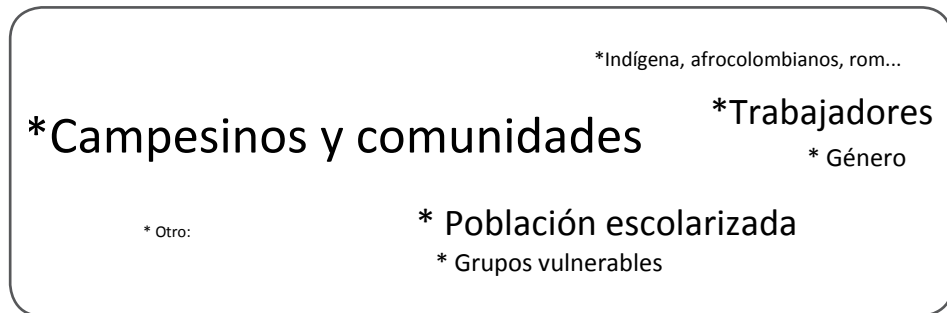 *Indígena, afrocolombianos, rom...
*Trabajadores
*Campesinos y comunidades
* Género
* Otro:
* Población escolarizada
* Grupos vulnerables